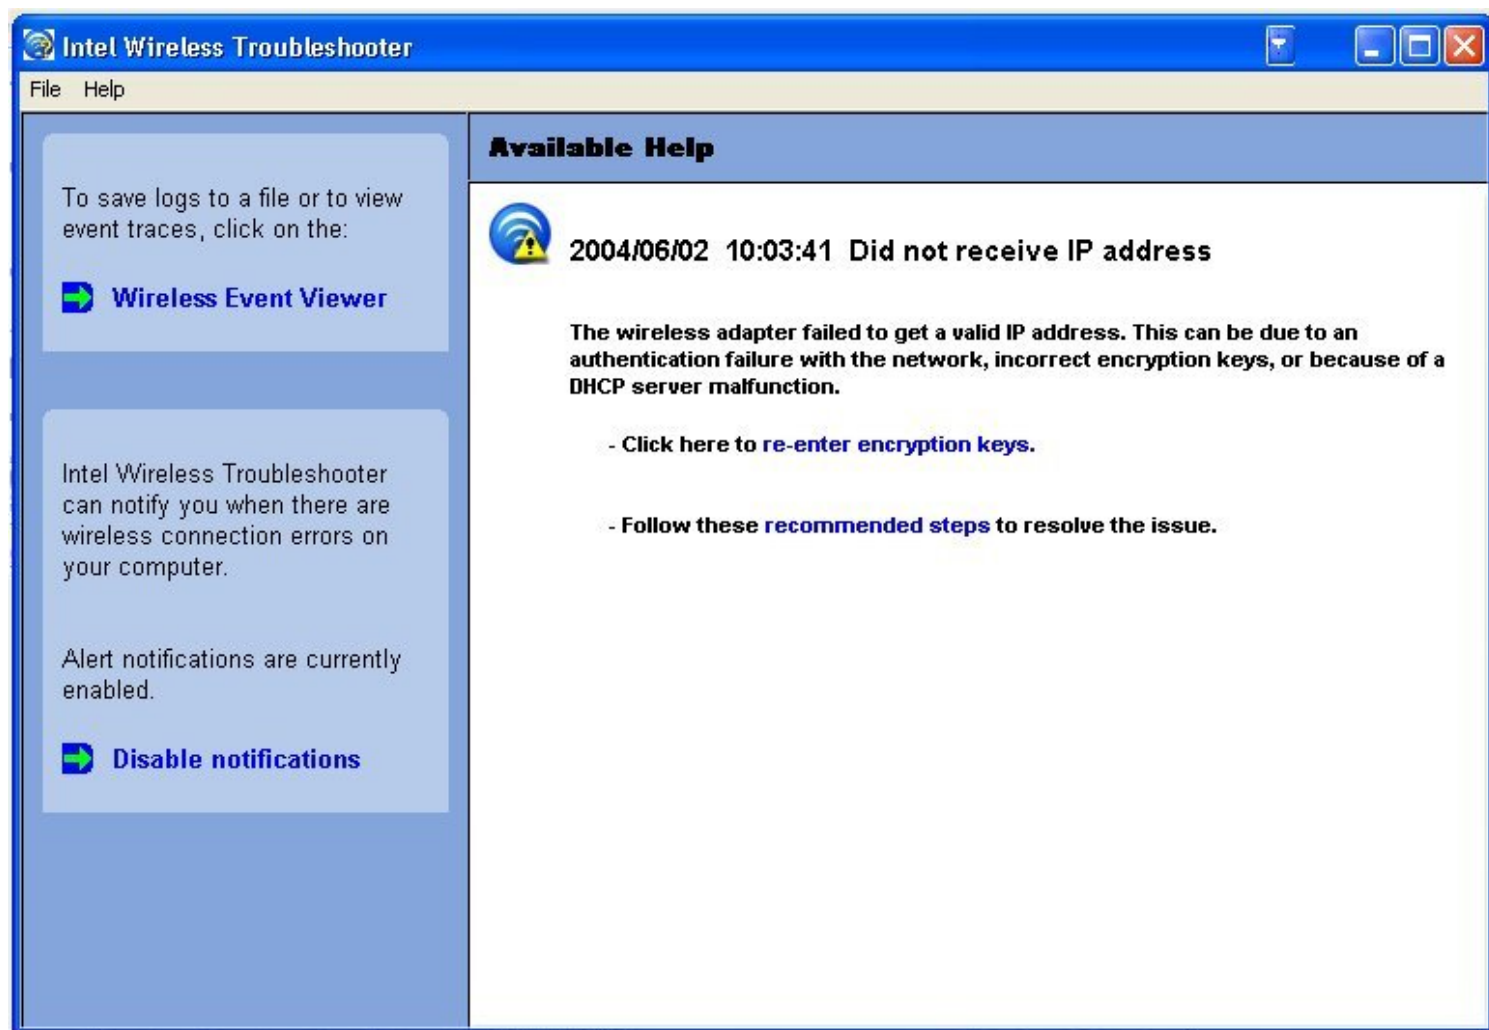 Intel Wireless Troubleshooter
File Help
To save logs to a file or to view
event traces, click on the:
Wireless Event Viewer
Intel Wireless Troubleshooter
can notify you when there are
wireless connection errors on
your computer.
Alert notifications are currently
enabled.
Disable notifications
Available Help
2004/06/02 10:03:41 Did not receive IP address
The wireless adapter failed to get a valid IP address. This can be due to an
authentication failure with the network, incorrect encryption keys, or because of a
DHCP server malfunction.
- Click here to re-enter encryption keys.
- Follow these recommended steps to resolve the issue.